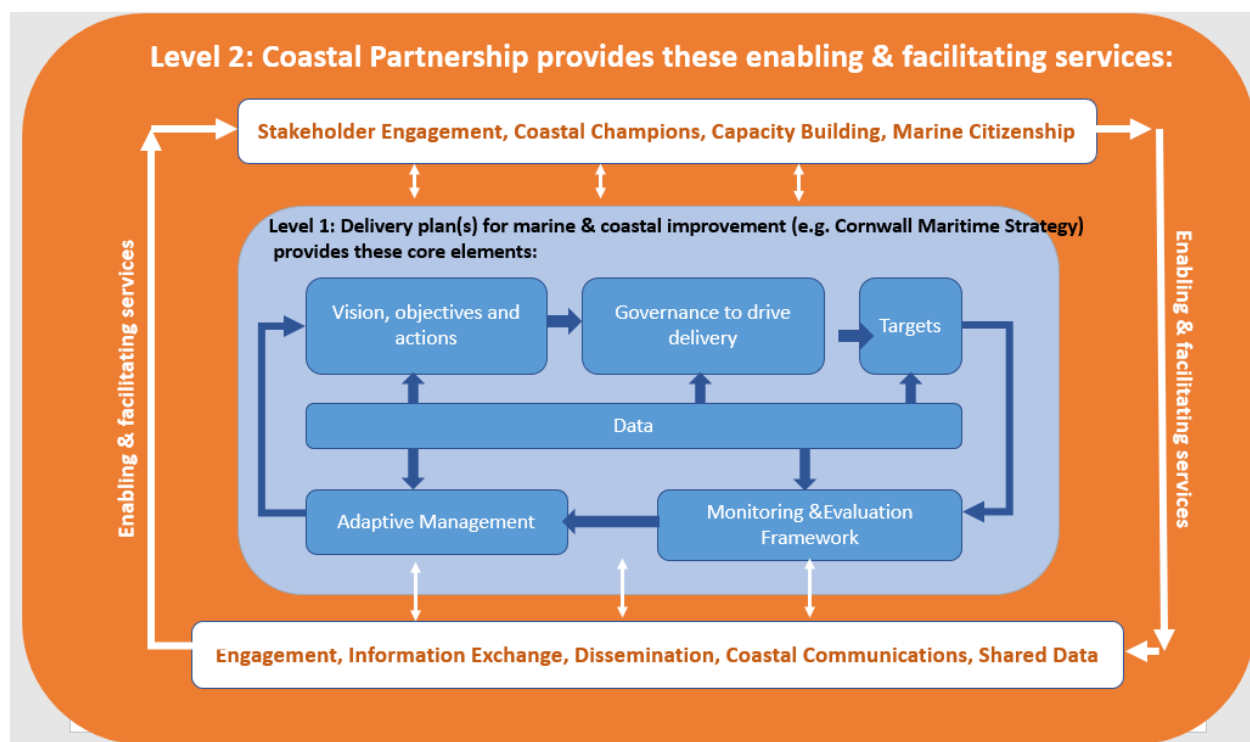 Level 2: Coastal Partnership provides these enabling & facilitating services:
Stakeholder Engagement, Coastal Champions, Capacity Building, Marine Citizenship
Level 1: Delivery plan(s) for marine & coastal improvement (e.g. Cornwall Maritime Strategy)
provides these core elements:
Vision, objectives and
actions
Governance to drive
delivery
Targets
Data
Adaptive Management
Monitoring &Evaluation
Framework
Enabling & facilitating services
Enabling & facilitating services
Engagement, Information Exchange, Dissemination, Coastal Communications, Shared Data